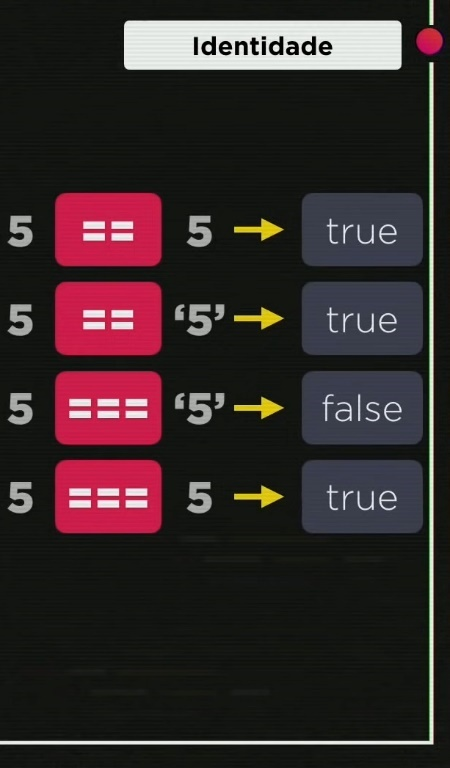 Identidade
5 == 5 → true
5 == ‘5’ → true
5 === ‘5’ → false
5 === 5 → true